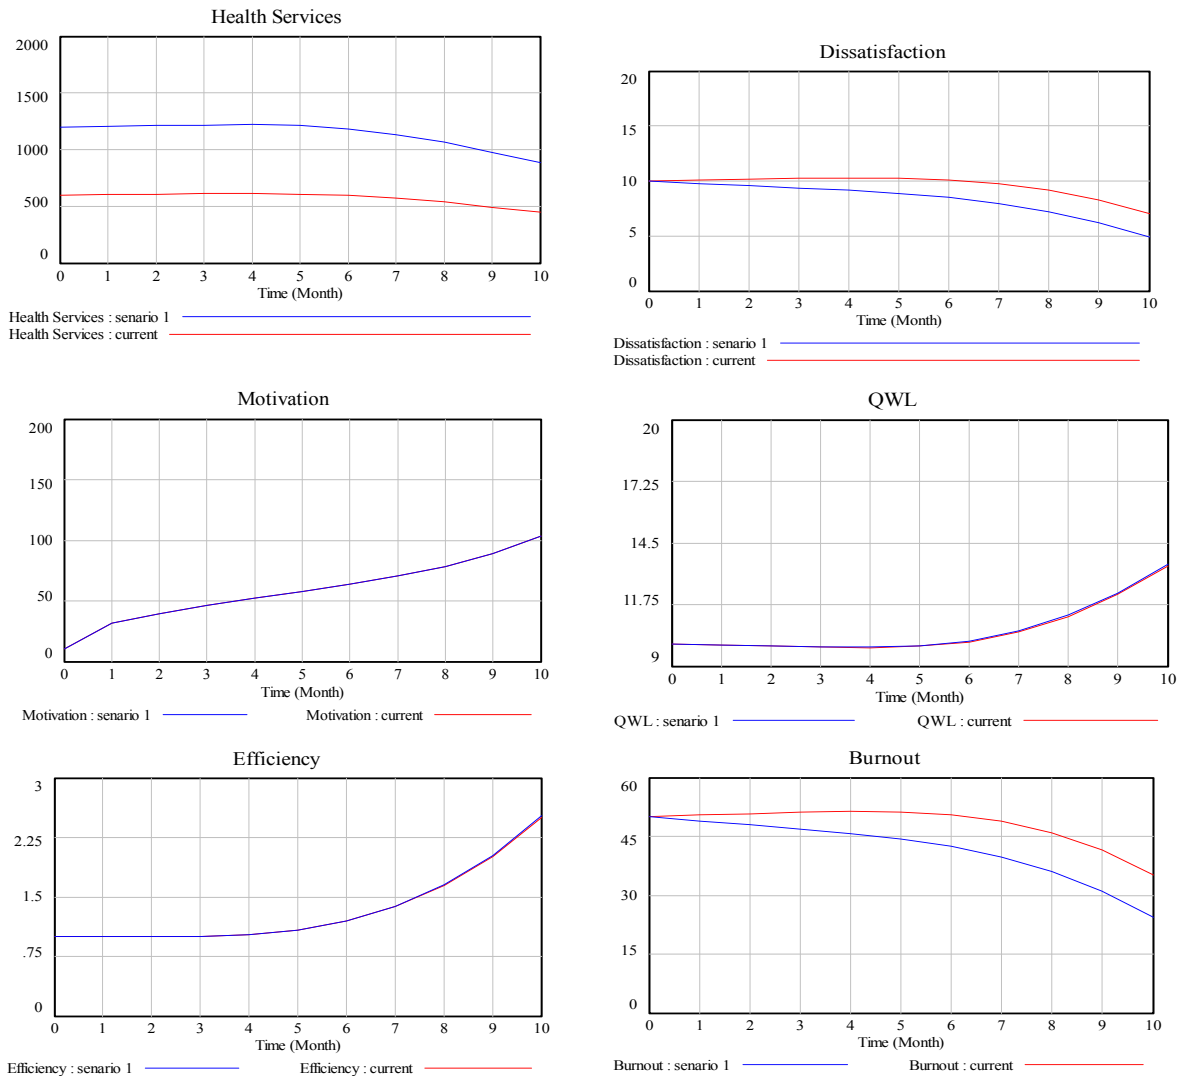 Health Services
2000
1500
1000
500
0
0 1 2 3 4 5 6 7 8 9 10
Time (Month)
Health Services : senario 1
Health Services : current
Dissatisfaction
20
15
10
5
0
0 1 2 3 4 5 6 7 8 9 10
Time (Month)
Dissatisfaction : senario 1
Dissatisfaction : current
Motivation
200
150
100
50
0
0 1 2 3 4 5 6 7 8 9 10
Time (Month)
Motivation : senario 1 Motivation : current
QWL
20
17.25
14.5
11.75
9
0 1 2 3 4 5 6 7 8 9 10
Time (Month)
QWL : senario 1 QWL : current
Efficiency
3
2.25
1.5
.75
0
0 1 2 3 4 5 6 7 8 9 10
Time (Month)
Efficiency : senario 1 Efficiency : current
Burnout
60
45
30
15
0
0 1 2 3 4 5 6 7 8 9 10
Time (Month)
Burnout : senario 1 Burnout : current